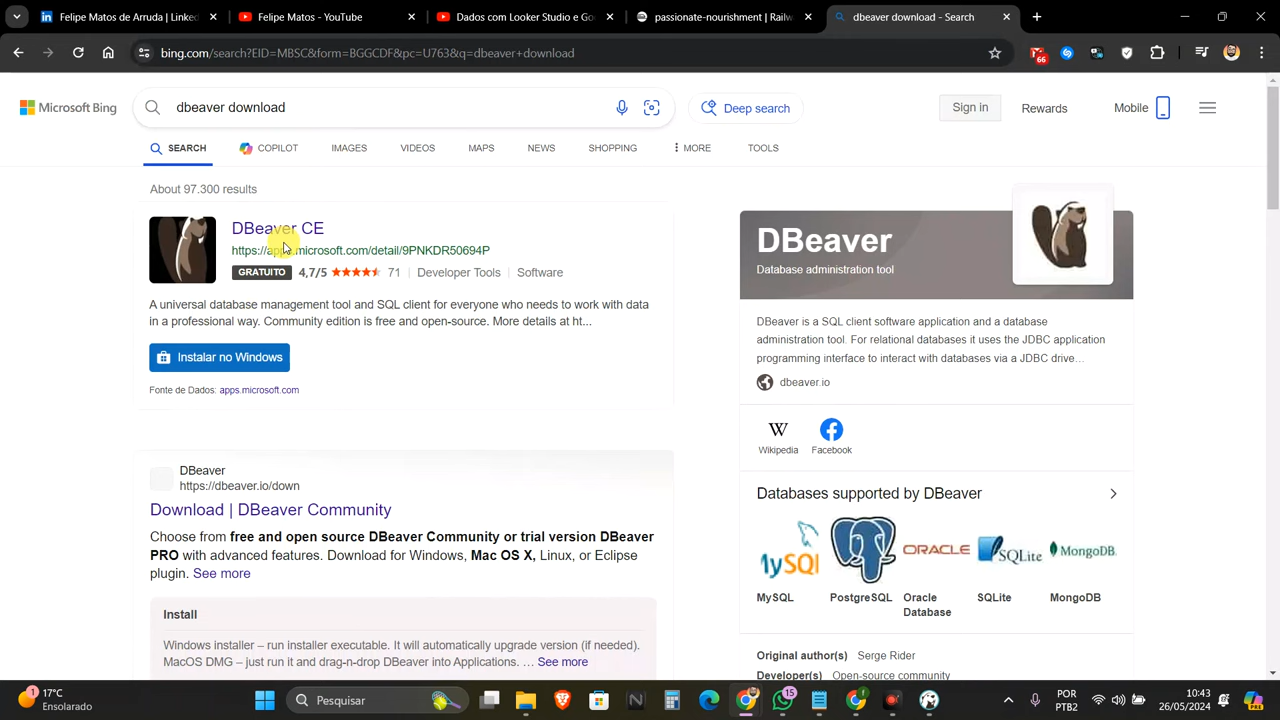 Felipe Matos de Arruda | Linked
Felipe Matos - YouTube
Dados com Looker Studio e Go
passionate-nourishment | Railw
dbeaver download - Search
bing.com/search?EID=MBSC&form=BGGCDF&pc=U763&q=dbeaver+download
66
Microsoft Bing
dbeaver download
Deep search
Sign in
Rewards
Mobile
SEARCH
COPILOT
IMAGES
VIDEOS
MAPS
NEWS
SHOPPING
MORE
TOOLS
About 97.300 results
DBeaver CE
https://apps.microsoft.com/detail/9PNKDR50694P
GRATUITO 4,7/5 71 Developer Tools Software
A universal database management tool and SQL client for everyone who needs to work with data
in a professional way. Community edition is free and open-source. More details at ht...
Instalar no Windows
Fonte de Dados: apps.microsoft.com
DBeaver
https://dbeaver.io/down
Download | DBeaver Community
Choose from free and open source DBeaver Community or trial version DBeaver
PRO with advanced features. Download for Windows, Mac OS X, Linux, or Eclipse
plugin. See more
Install
Windows installer – run installer executable. It will automatically upgrade version (if needed).
MacOS DMG – just run it and drag-n-drop DBeaver into Applications. … See more
DBeaver
Database administration tool
DBeaver is a SQL client software application and a database
administration tool. For relational databases it uses the JDBC application
programming interface to interact with databases via a JDBC drive…
dbeaver.io
W
Wikipedia
Facebook
Databases supported by DBeaver
MySQL
ORACLE
SQLite
MongoDB
MySQL
PostgreSQL
Oracle
Database
SQLite
MongoDB
Original author(s) Serge Rider
Developer(s) Open-source community
1
17°C
Ensolarado
Pesquisar
15
POR
PTB2
10:43
26/05/2024